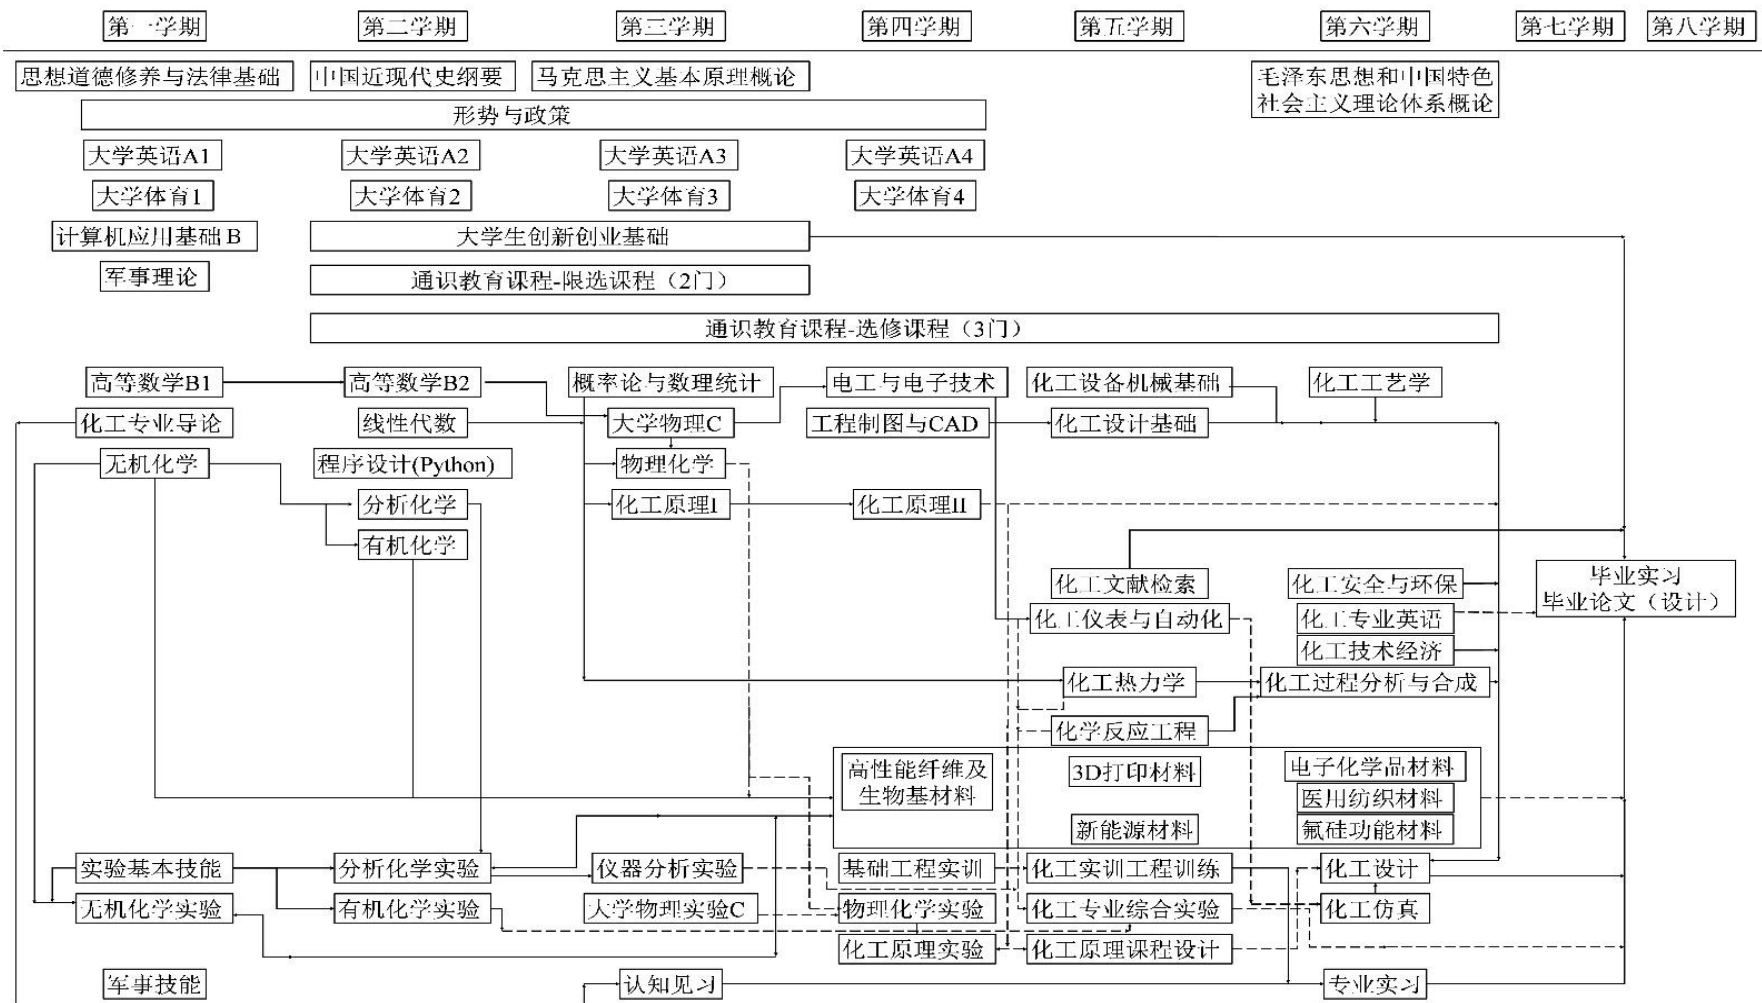 第一学期
第二学期
第三学期
第四学期
第五学期
第六学期
第七学期
第八学期
思想道德修养与法律基础
中国近现代史纲要
马克思主义基本原理概论
毛泽东思想和中国特色
社会主义理论体系概论
形势与政策
大学英语A1
大学英语A2
大学英语A3
大学英语A4
大学体育1
大学体育2
大学体育3
大学体育4
计算机应用基础B
大学生创新创业基础
军事理论
通识教育课程-限选课程（2门）
通识教育课程-选修课程（3门）
高等数学B1
高等数学B2
概率论与数理统计
电工与电子技术
化工设备机械基础
化工工艺学
化工专业导论
线性代数
大学物理C
工程制图与CAD
化工设计基础
无机化学
程序设计(Python)
物理化学
分析化学
化工原理I
化工原理II
有机化学
化工文献检索
化工安全与环保
毕业实习
毕业论文（设计）
化工仪表与自动化
化工专业英语
化工技术经济
化工热力学
化工过程分析与合成
化学反应工程
高性能纤维及
生物基材料
3D打印材料
电子化学品材料
医用纺织材料
新能源材料
氟硅功能材料
实验基本技能
分析化学实验
仪器分析实验
基础工程实训
化工实训工程训练
化工设计
无机化学实验
有机化学实验
大学物理实验C
物理化学实验
化工专业综合实验
化工仿真
化工原理实验
化工原理课程设计
军事技能
认知见习
专业实习